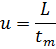 u = L / t_m